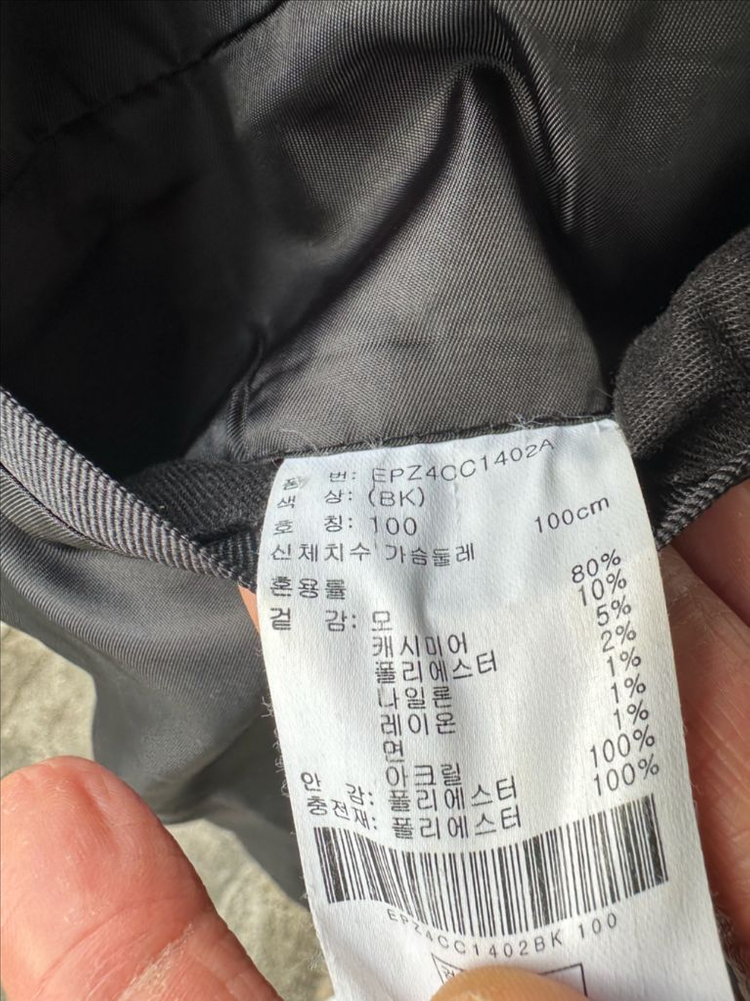 품 번: EPZ4CC1402A
색 상: (BK)
호 칭: 100
신체치수 가슴둘레 100cm
혼용률
겉 감: 모 80%
캐시미어 10%
폴리에스터 5%
나일론 2%
레이온 1%
면 1%
아크릴 1%
안 감: 폴리에스터 100%
충전재: 폴리에스터 100%
EPZ4CC1402BK 100